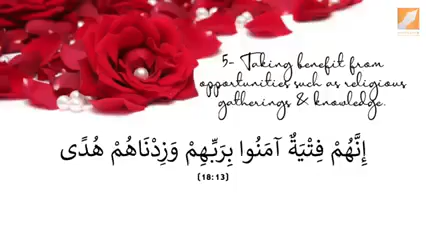 5- Taking benefit from
opportunities such as religious
gatherings & knowledge.
إِنَّهُمْ فِتْيَةٌ آمَنُوا بِرَبِّهِمْ وَزِدْنَاهُمْ هُدًى
(18:13)